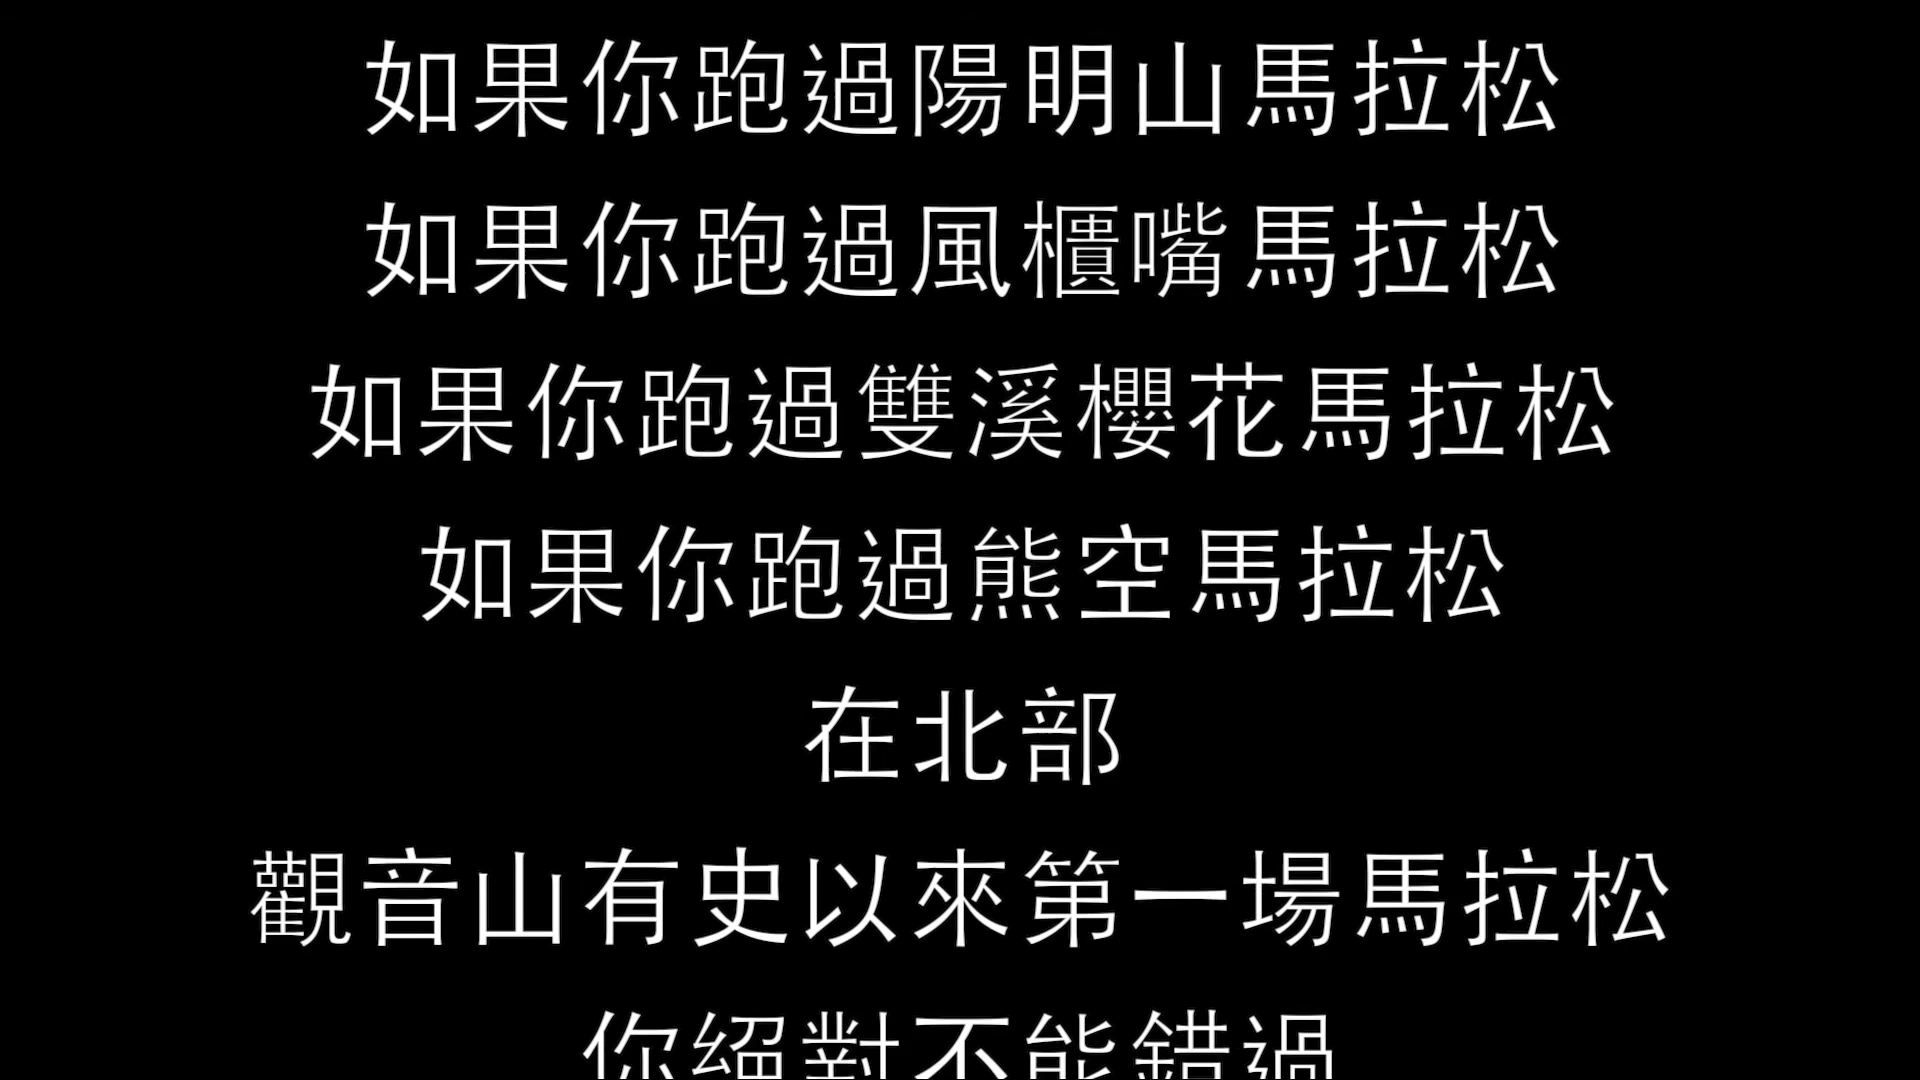 如果你跑過陽明山馬拉松
如果你跑過風櫃嘴馬拉松
如果你跑過雙溪櫻花馬拉松
如果你跑過熊空馬拉松
在北部
觀音山有史以來第一場馬拉松
你絕對不能錯過